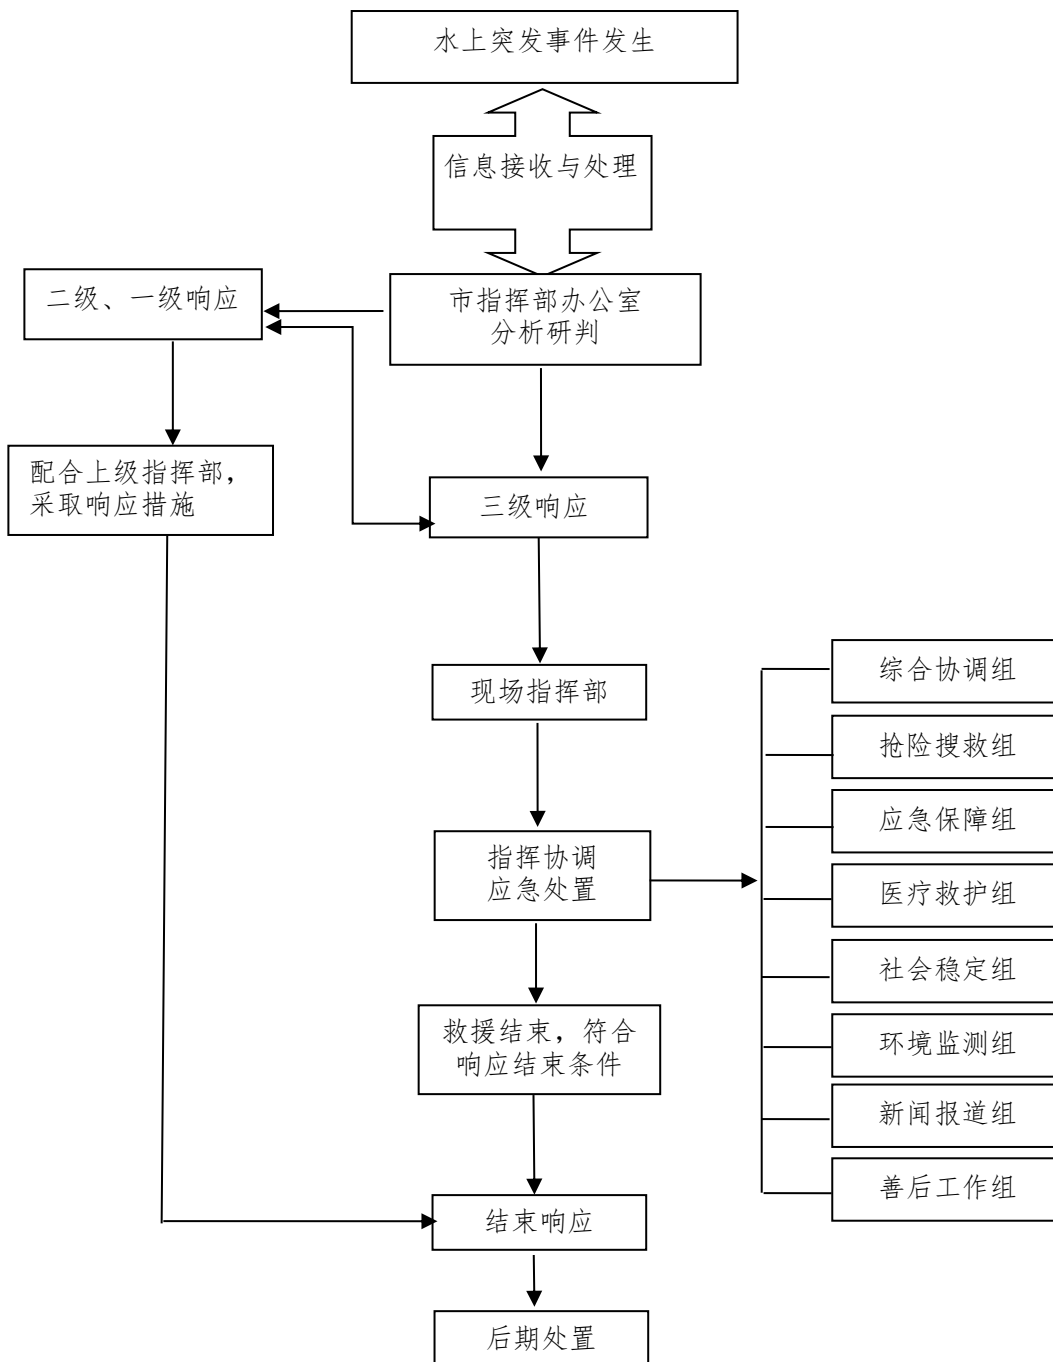 水上突发事件发生
信息接收与处理
二级、一级响应
市指挥部办公室
分析研判
配合上级指挥部，
采取响应措施
三级响应
现场指挥部
指挥协调
应急处置
综合协调组
抢险搜救组
应急保障组
医疗救护组
社会稳定组
环境监测组
新闻报道组
善后工作组
救援结束，符合
响应结束条件
结束响应
后期处置